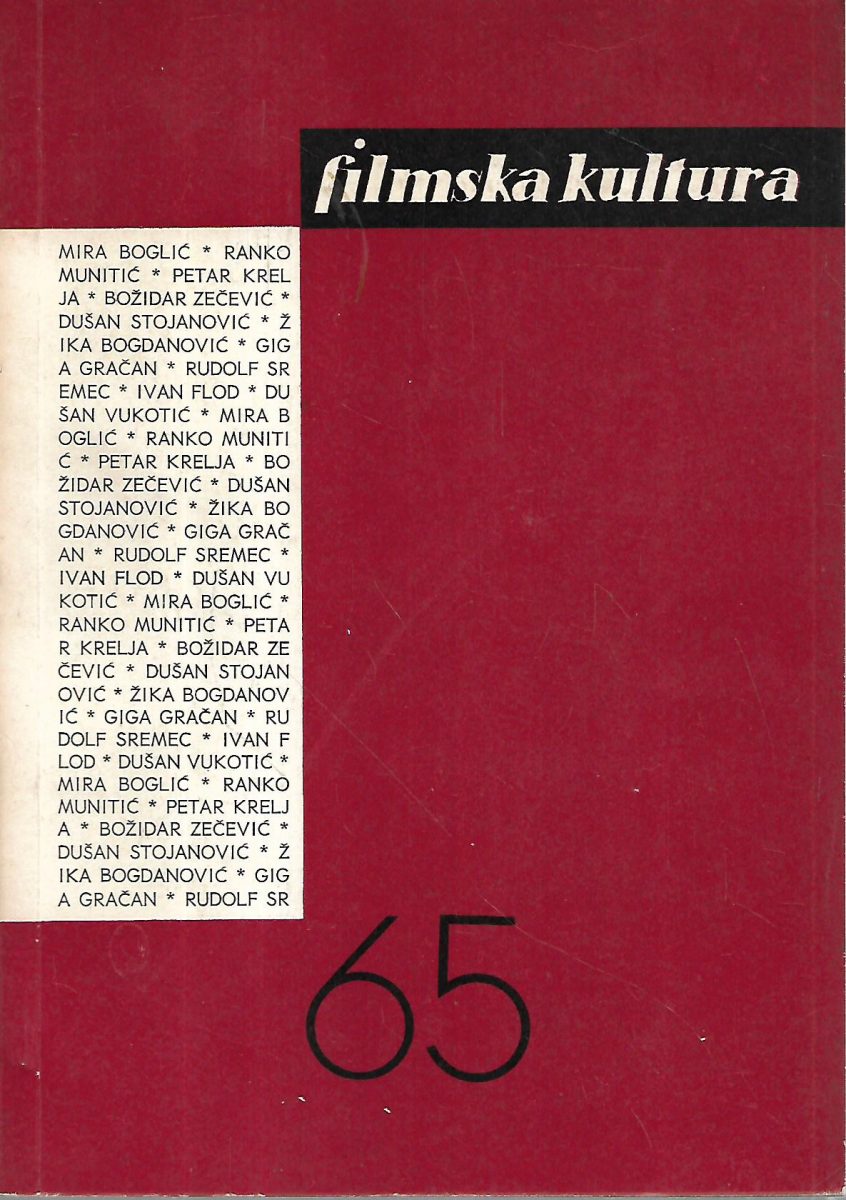 filmska kultura
MIRA BOGLIĆ * RANKO
MUNITIĆ * PETAR KREL
JA * BOŽIDAR ZEČEVIĆ *
DUŠAN STOJANOVIĆ * Ž
IKA BOGDANOVIĆ * GIG
A GRAČAN * RUDOLF SR
EMEC * IVAN FLOD * DU
ŠAN VUKOTIĆ * MIRA B
OGLIĆ * RANKO MUNITI
Ć * PETAR KRELJA * BO
ŽIDAR ZEČEVIĆ * DUŠAN
STOJANOVIĆ * ŽIKA BO
GDANOVIĆ * GIGA GRAČ
AN * RUDOLF SREMEC *
IVAN FLOD * DUŠAN VU
KOTIĆ * MIRA BOGLIĆ *
RANKO MUNITIĆ * PETA
R KRELJA * BOŽIDAR ZE
ČEVIĆ * DUŠAN STOJAN
OVIĆ * ŽIKA BOGDANOV
IĆ * GIGA GRAČAN * RU
DOLF SREMEC * IVAN F
LOD * DUŠAN VUKOTIĆ *
MIRA BOGLIĆ * RANKO
MUNITIĆ * PETAR KRELJ
A * BOŽIDAR ZEČEVIĆ *
DUŠAN STOJANOVIĆ * Ž
IKA BOGDANOVIĆ * GIG
A GRAČAN * RUDOLF SR
65